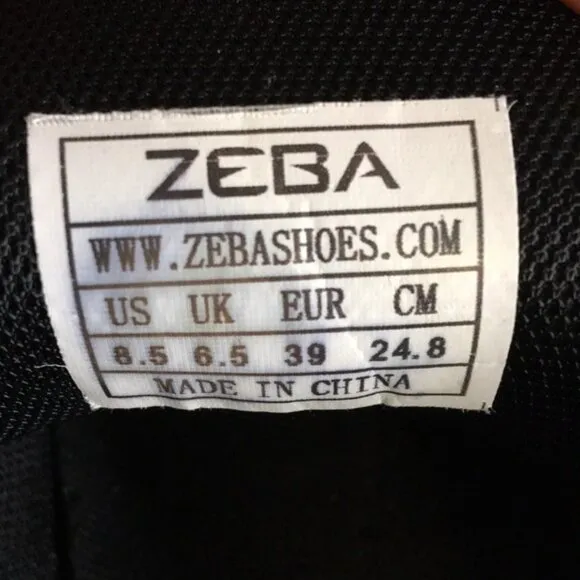 ZEBA
WWW.ZEBASHOES.COM
US UK EUR CM
8.5 6.5 39 24.8
MADE IN CHINA